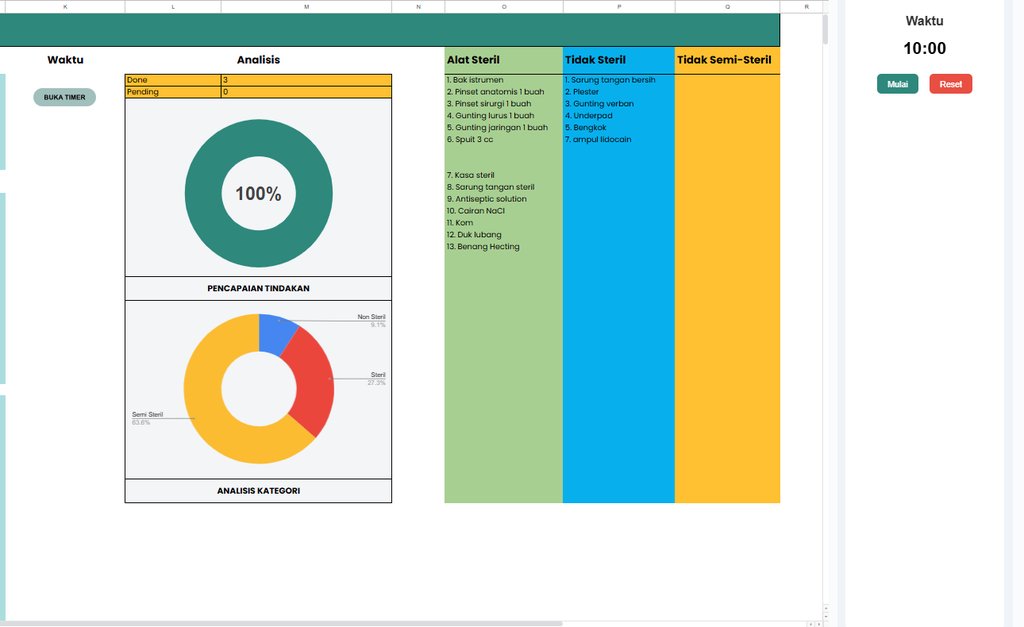 K L M N O P Q R
Waktu
BUKA TIMER
Analisis
Done 3
Pending 0
100%
PENCAPAIAN TINDAKAN
Non Steril
9.1%
Steril
27.3%
Semi Steril
63.6%
ANALISIS KATEGORI
Alat Steril
1. Bak istrumen
2. Pinset anatomis 1 buah
3. Pinset sirurgi 1 buah
4. Gunting lurus 1 buah
5. Gunting jaringan 1 buah
6. Spuit 3 cc
7. Kasa steril
8. Sarung tangan steril
9. Antiseptic solution
10. Cairan NaCl
11. Kom
12. Duk lubang
13. Benang Hecting
Tidak Steril
1. Sarung tangan bersih
2. Plester
3. Gunting verban
4. Underpad
5. Bengkok
7. ampul lidocain
Tidak Semi-Steril
Waktu
10:00
Mulai Reset